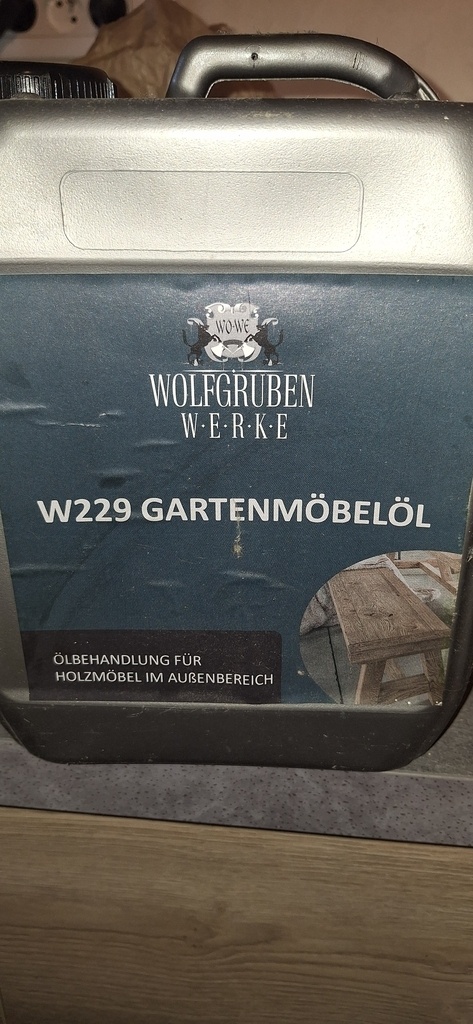 WO-WE
WOLFGRUBEN
W·E·R·K·E
W229 GARTENMÖBELÖL
ÖLBEHANDLUNG FÜR
HOLZMÖBEL IM AUßENBEREICH